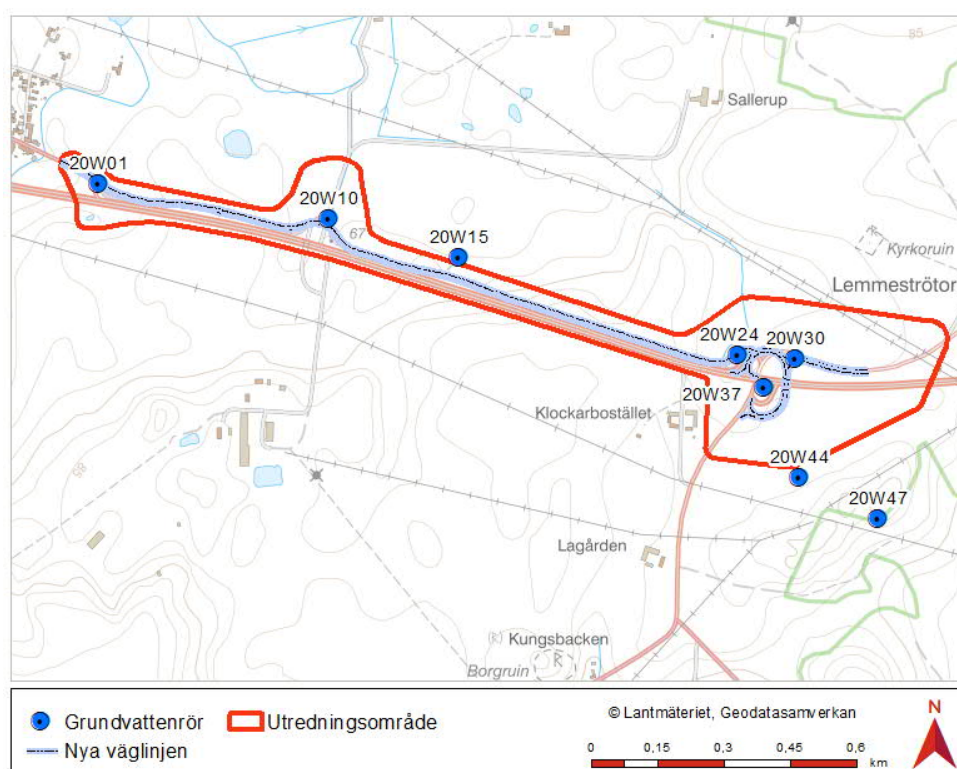 85
Sallerup
20W01
20W10
67
20W15
Kyrkoruin
Lemmeströtor
20W24
20W30
20W37
Klockarbostället
20W44
85
20W47
Lagården
Kungsbacken
Borgruin
Grundvattenrör
Utredningsområde
Nya väglinjen
© Lantmäteriet, Geodatasamverkan
0 0,15 0,3 0,45 0,6
km
N